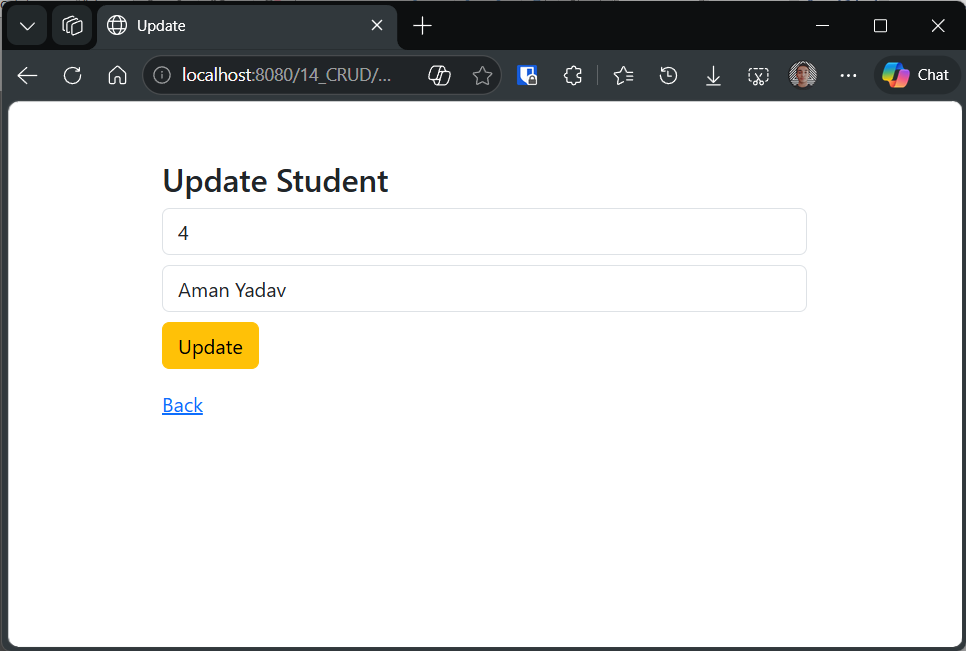 Update
localhost:8080/14_CRUD/...
Chat
Update Student
4
Aman Yadav
Update
Back